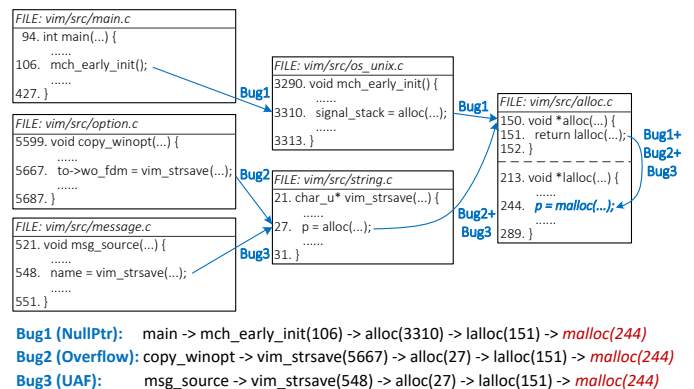 FILE: vim/src/main.c
94. int main(...) {
......
106. mch_early_init();
......
427. }
FILE: vim/src/option.c
5599. void copy_winopt(...) {
......
5667. to->wo_fdm = vim_strsave(...);
......
5687. }
FILE: vim/src/message.c
521. void msg_source(...) {
......
548. name = vim_strsave(...);
......
551. }
Bug1
Bug2
Bug3
FILE: vim/src/os_unix.c
3290. void mch_early_init() {
......
3310. signal_stack = alloc(...);
......
3313. }
FILE: vim/src/string.c
21. char_u* vim_strsave(...) {
......
27. p = alloc(...);
......
31. }
Bug1
Bug2+
Bug3
FILE: vim/src/alloc.c
150. void *alloc(...) {
151. return lalloc(...);
152. }
213. void *lalloc(...) {
......
244. p = malloc(...);
......
289. }
Bug1+
Bug2+
Bug3
Bug1 (NullPtr): main -> mch_early_init(106) -> alloc(3310) -> lalloc(151) -> malloc(244)
Bug2 (Overflow): copy_winopt -> vim_strsave(5667) -> alloc(27) -> lalloc(151) -> malloc(244)
Bug3 (UAF): msg_source -> vim_strsave(548) -> alloc(27) -> lalloc(151) -> malloc(244)